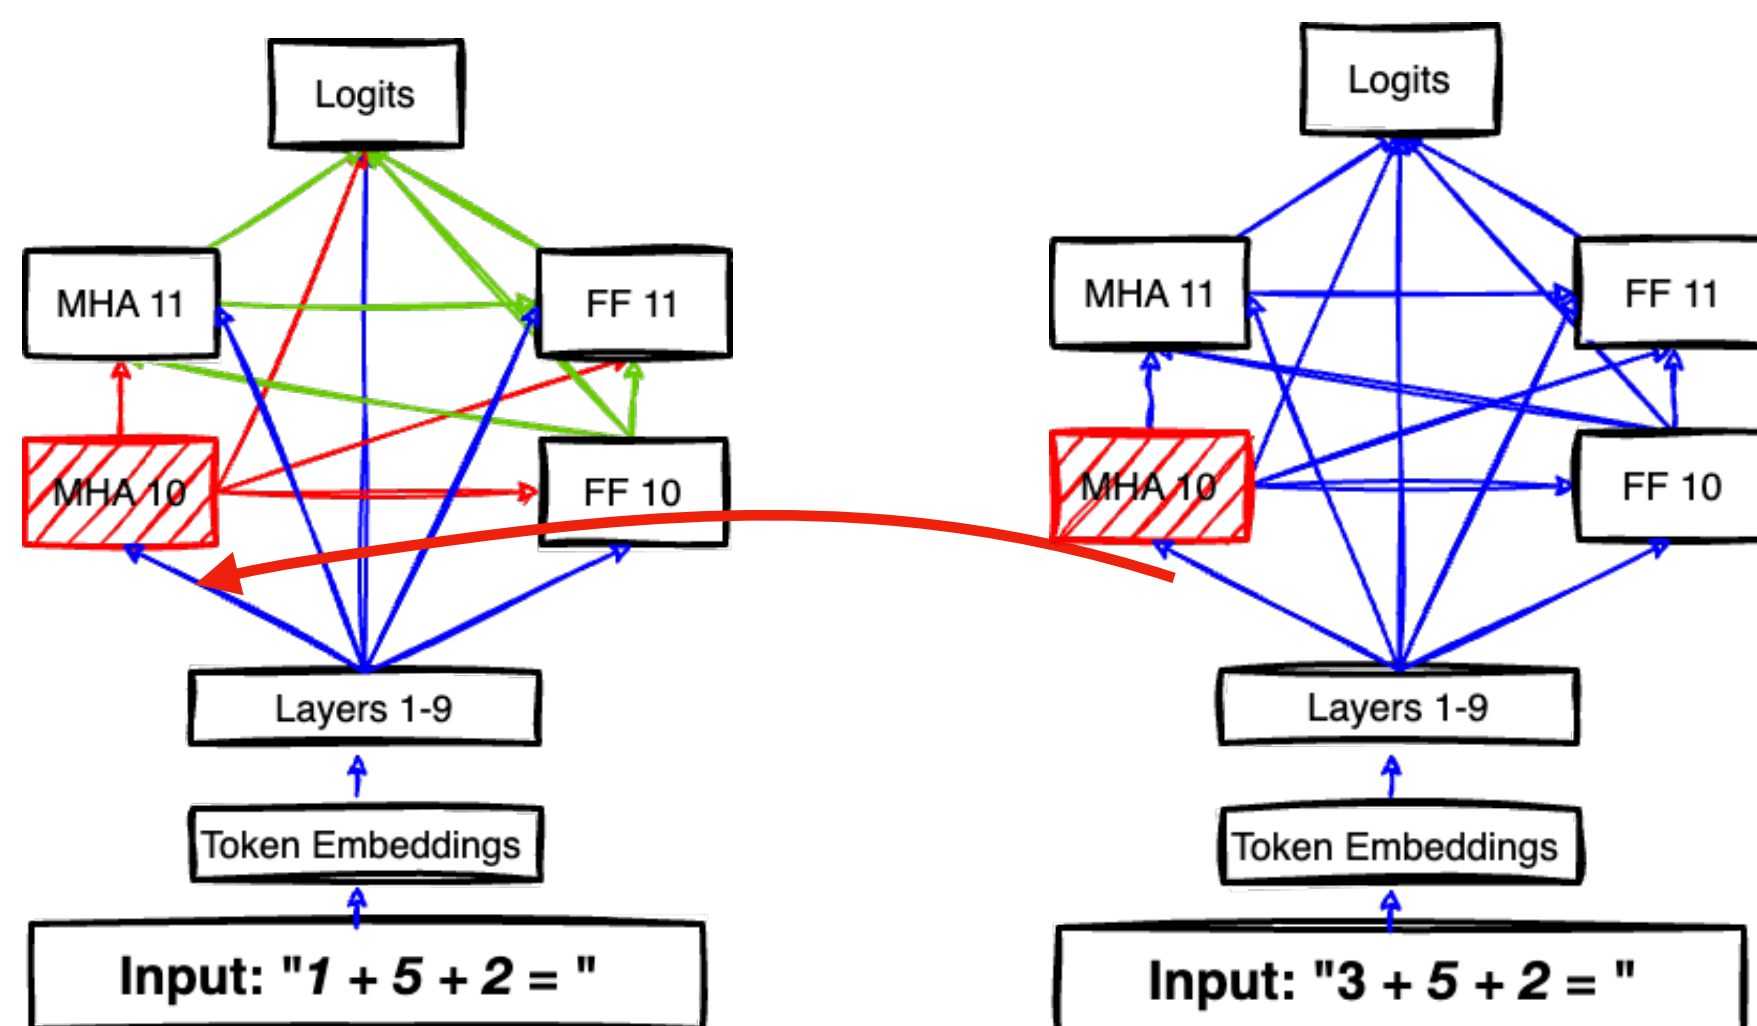 Logits
MHA 11
FF 11
MHA 10
FF 10
Layers 1-9
Token Embeddings
Input: "1 + 5 + 2 = "
Logits
MHA 11
FF 11
MHA 10
FF 10
Layers 1-9
Token Embeddings
Input: "3 + 5 + 2 = "